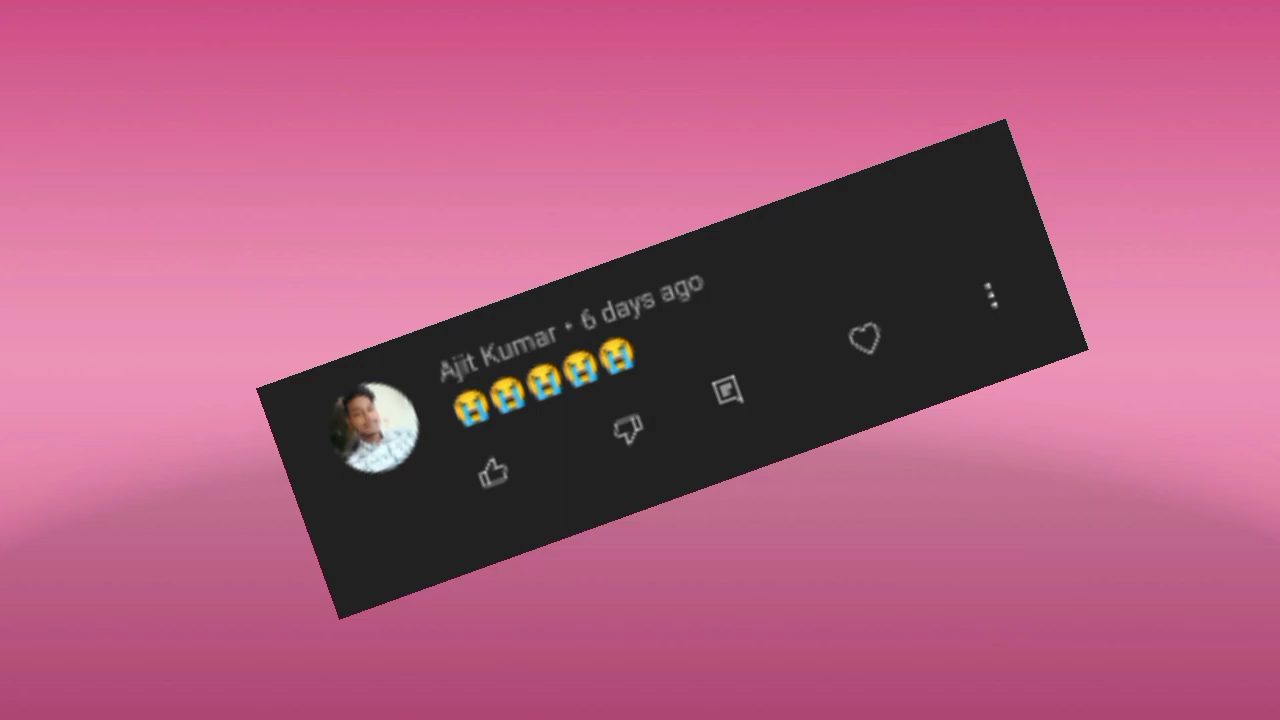 Ajit Kumar • 6 days ago
😭😭😭😭😭